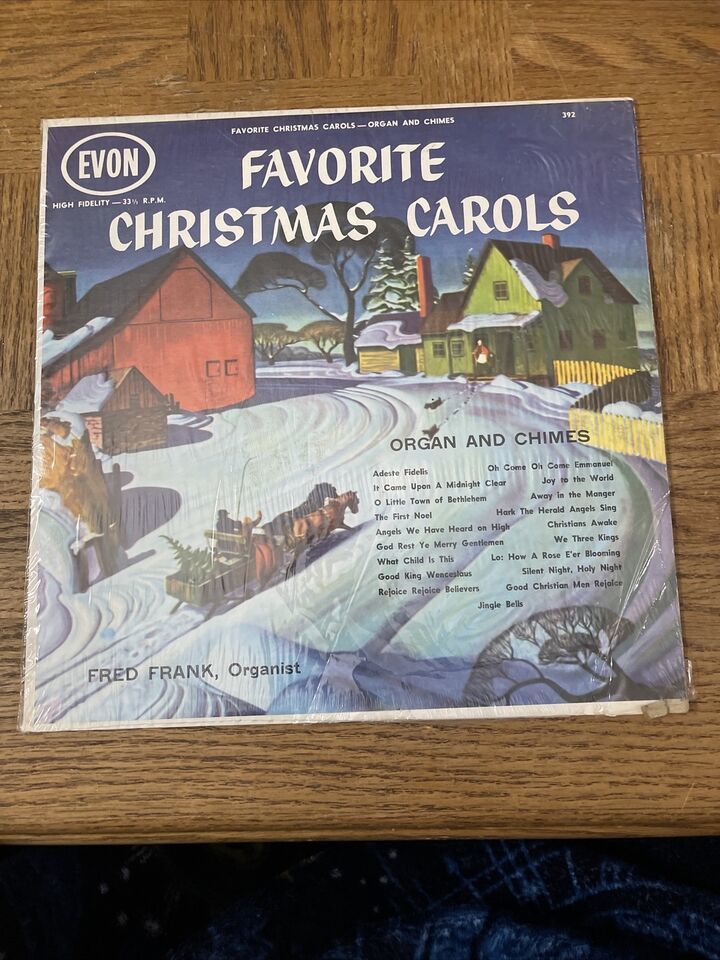 FAVORITE CHRISTMAS CAROLS — ORGAN AND CHIMES
392
EVON
HIGH FIDELITY — 33⅓ R.P.M.
FAVORITE
CHRISTMAS CAROLS
ORGAN AND CHIMES
Adeste Fidelis
It Came Upon A Midnight Clear
O Little Town of Bethlehem
The First Noel
Angels We Have Heard on High
God Rest Ye Merry Gentlemen
What Child Is This
Good King Wenceslaus
Rejoice Rejoice Believers
Oh Come Oh Come Emmanuel
Joy to the World
Away in the Manger
Hark The Herald Angels Sing
Christians Awake
We Three Kings
Lo: How A Rose E'er Blooming
Silent Night, Holy Night
Good Christian Men Rejoice
Jingle Bells
FRED FRANK, Organist